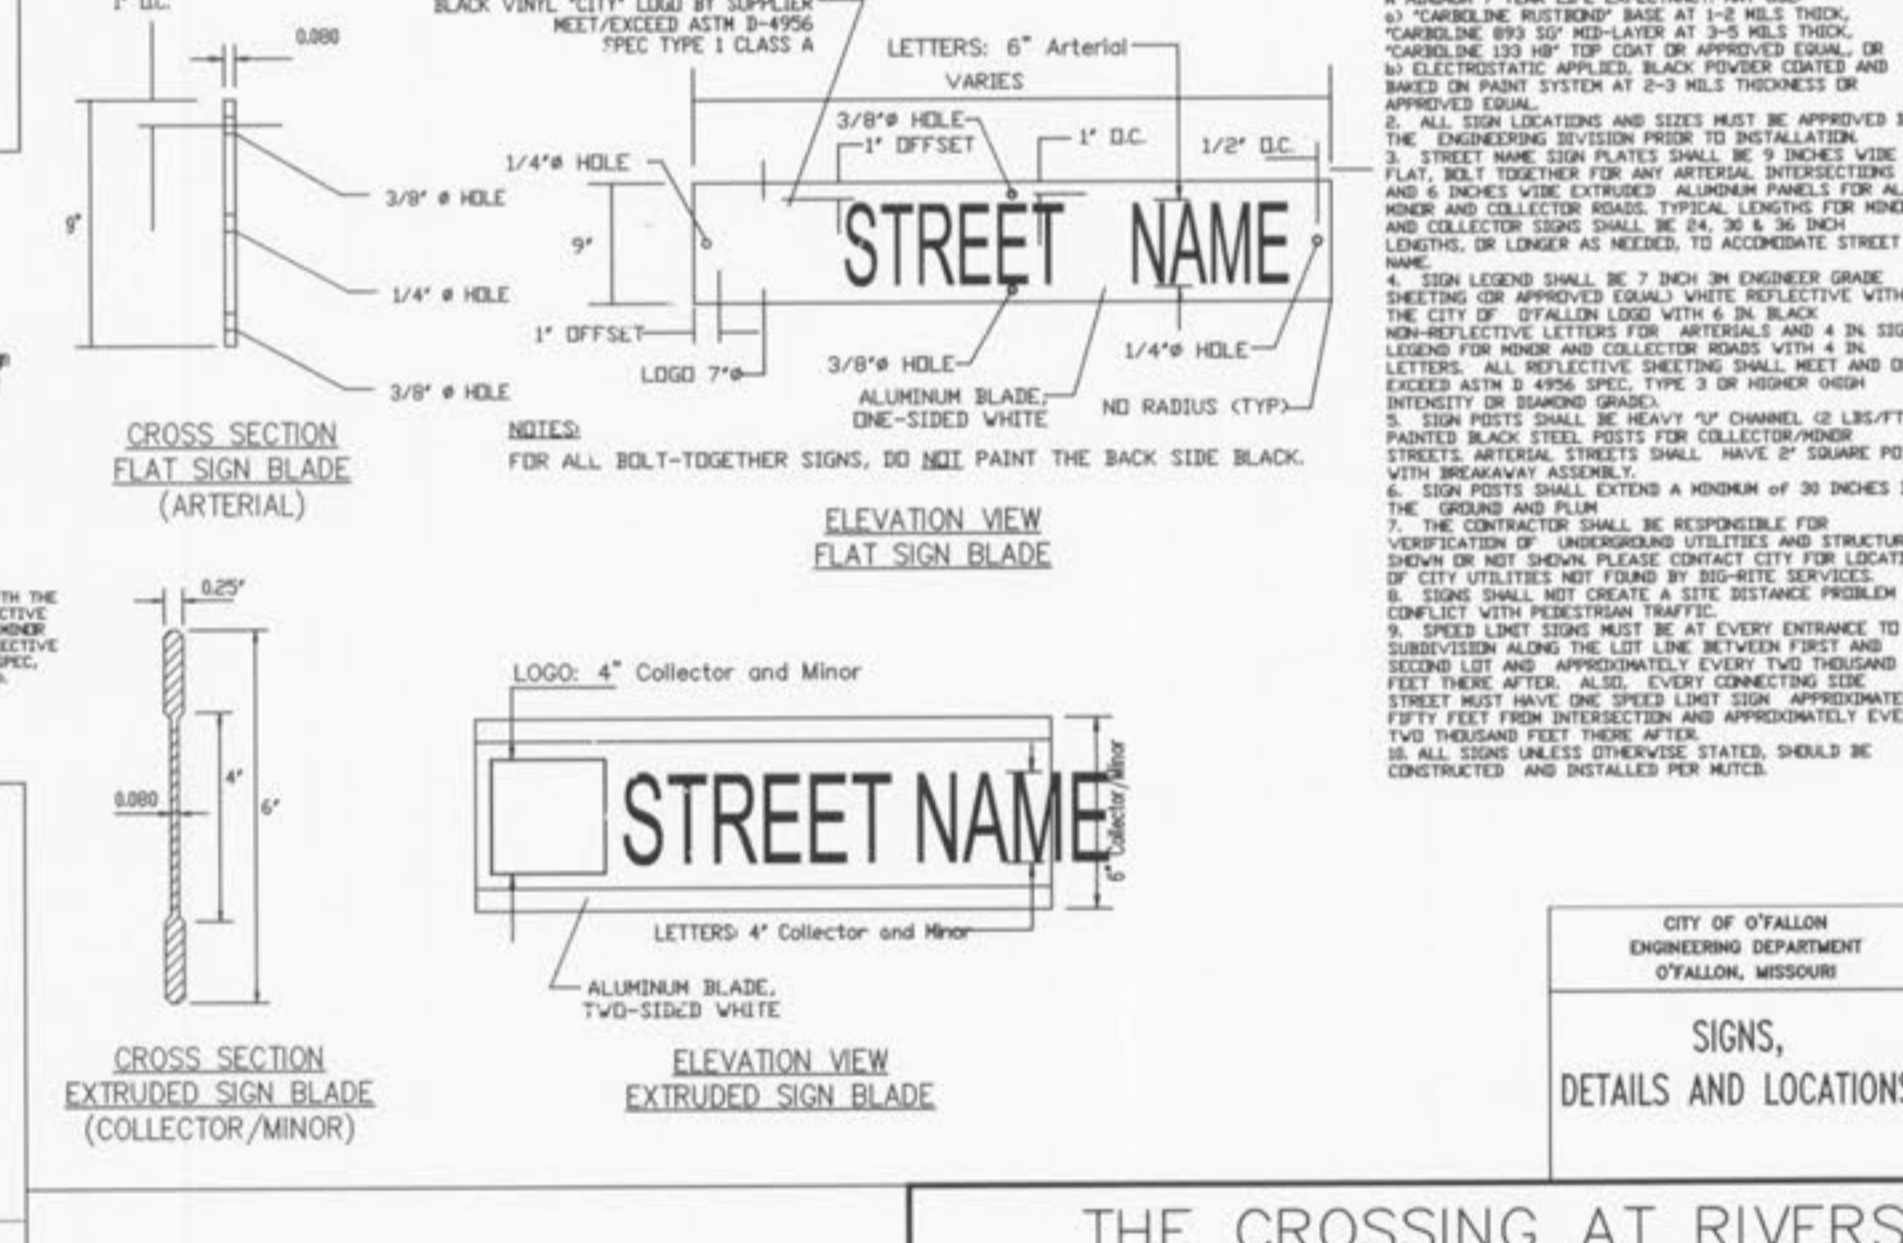 1" O.C.
0.080
9"
3/8" ø HOLE
1/4" ø HOLE
3/8" ø HOLE
CROSS SECTION
FLAT SIGN BLADE
(ARTERIAL)
BLACK VINYL "CITY" LOGO BY SUPPLIER
MEET/EXCEED ASTM D-4956
SPEC TYPE 1 CLASS A
LETTERS: 6" Arterial
VARIES
3/8"ø HOLE
1" OFFSET
1" O.C.
1/2" O.C.
1/4"ø HOLE
9"
STREET NAME
1" OFFSET
LOGO 7"ø
3/8"ø HOLE
1/4"ø HOLE
ALUMINUM BLADE,
ONE-SIDED WHITE
NO RADIUS (TYP)
NOTES:
FOR ALL BOLT-TOGETHER SIGNS, DO NOT PAINT THE BACK SIDE BLACK.
ELEVATION VIEW
FLAT SIGN BLADE
TH THE
CTIVE
MINOR
ECTIVE
SPEC,
0.25"
0.080
4"
6"
CROSS SECTION
EXTRUDED SIGN BLADE
(COLLECTOR/MINOR)
LOGO: 4" Collector and Minor
STREET NAME
6" Collector/Minor
LETTERS: 4" Collector and Minor
ALUMINUM BLADE,
TWO-SIDED WHITE
ELEVATION VIEW
EXTRUDED SIGN BLADE
a) "CARBOLINE RUSTBOND" BASE AT 1-2 MILS THICK,
"CARBOLINE 893 SG" MID-LAYER AT 3-5 MILS THICK,
"CARBOLINE 133 HB" TOP COAT OR APPROVED EQUAL, OR
b) ELECTROSTATIC APPLIED, BLACK POWDER COATED AND
BAKED ON PAINT SYSTEM AT 2-3 MILS THICKNESS OR
APPROVED EQUAL.
2. ALL SIGN LOCATIONS AND SIZES MUST BE APPROVED
THE ENGINEERING DIVISION PRIOR TO INSTALLATION.
3. STREET NAME SIGN PLATES SHALL BE 9 INCHES WIDE
FLAT, BOLT TOGETHER FOR ANY ARTERIAL INTERSECTIONS
AND 6 INCHES WIDE EXTRUDED ALUMINUM PANELS FOR AL
MINOR AND COLLECTOR ROADS. TYPICAL LENGTHS FOR MINO
AND COLLECTOR SIGNS SHALL BE 24, 30 & 36 INCH
LENGTHS, OR LONGER AS NEEDED, TO ACCOMODATE STREET
NAME.
4. SIGN LEGEND SHALL BE 7 INCH 3M ENGINEER GRADE
SHEETING (OR APPROVED EQUAL) WHITE REFLECTIVE WITH
THE CITY OF O'FALLON LOGO WITH 6 IN. BLACK
NON-REFLECTIVE LETTERS FOR ARTERIALS AND 4 IN. SIG
LEGEND FOR MINOR AND COLLECTOR ROADS WITH 4 IN.
LETTERS. ALL REFLECTIVE SHEETING SHALL MEET AND O
EXCEED ASTM D 4956 SPEC, TYPE 3 OR HIGHER (HIGH
INTENSITY OR DIAMOND GRADE).
5. SIGN POSTS SHALL BE HEAVY "U" CHANNEL (2 LBS/FT
PAINTED BLACK STEEL POSTS FOR COLLECTOR/MINOR
STREETS. ARTERIAL STREETS SHALL HAVE 2" SQUARE PO
WITH BREAKAWAY ASSEMBLY.
6. SIGN POSTS SHALL EXTEND A MINIMUM of 30 INCHES I
THE GROUND AND PLUM
7. THE CONTRACTOR SHALL BE RESPONSIBLE FOR
VERIFICATION OF UNDERGROUND UTILITIES AND STRUCTUR
SHOWN OR NOT SHOWN. PLEASE CONTACT CITY FOR LOCATI
OF CITY UTILITIES NOT FOUND BY DIG-RITE SERVICES.
8. SIGNS SHALL NOT CREATE A SITE DISTANCE PROBLEM
CONFLICT WITH PEDESTRIAN TRAFFIC.
9. SPEED LIMIT SIGNS MUST BE AT EVERY ENTRANCE TO
SUBDIVISION ALONG THE LOT LINE BETWEEN FIRST AND
SECOND LOT AND APPROXIMATELY EVERY TWO THOUSAND
FEET THERE AFTER. ALSO, EVERY CONNECTING SIDE
STREET MUST HAVE ONE SPEED LIMIT SIGN APPROXIMATE
FIFTY FEET FROM INTERSECTION AND APPROXIMATELY EVE
TWO THOUSAND FEET THERE AFTER.
10. ALL SIGNS UNLESS OTHERWISE STATED, SHOULD BE
CONSTRUCTED AND INSTALLED PER MUTCD.
CITY OF O'FALLON
ENGINEERING DEPARTMENT
O'FALLON, MISSOURI
SIGNS,
DETAILS AND LOCATIONS
THE CROSSING AT RIVERS